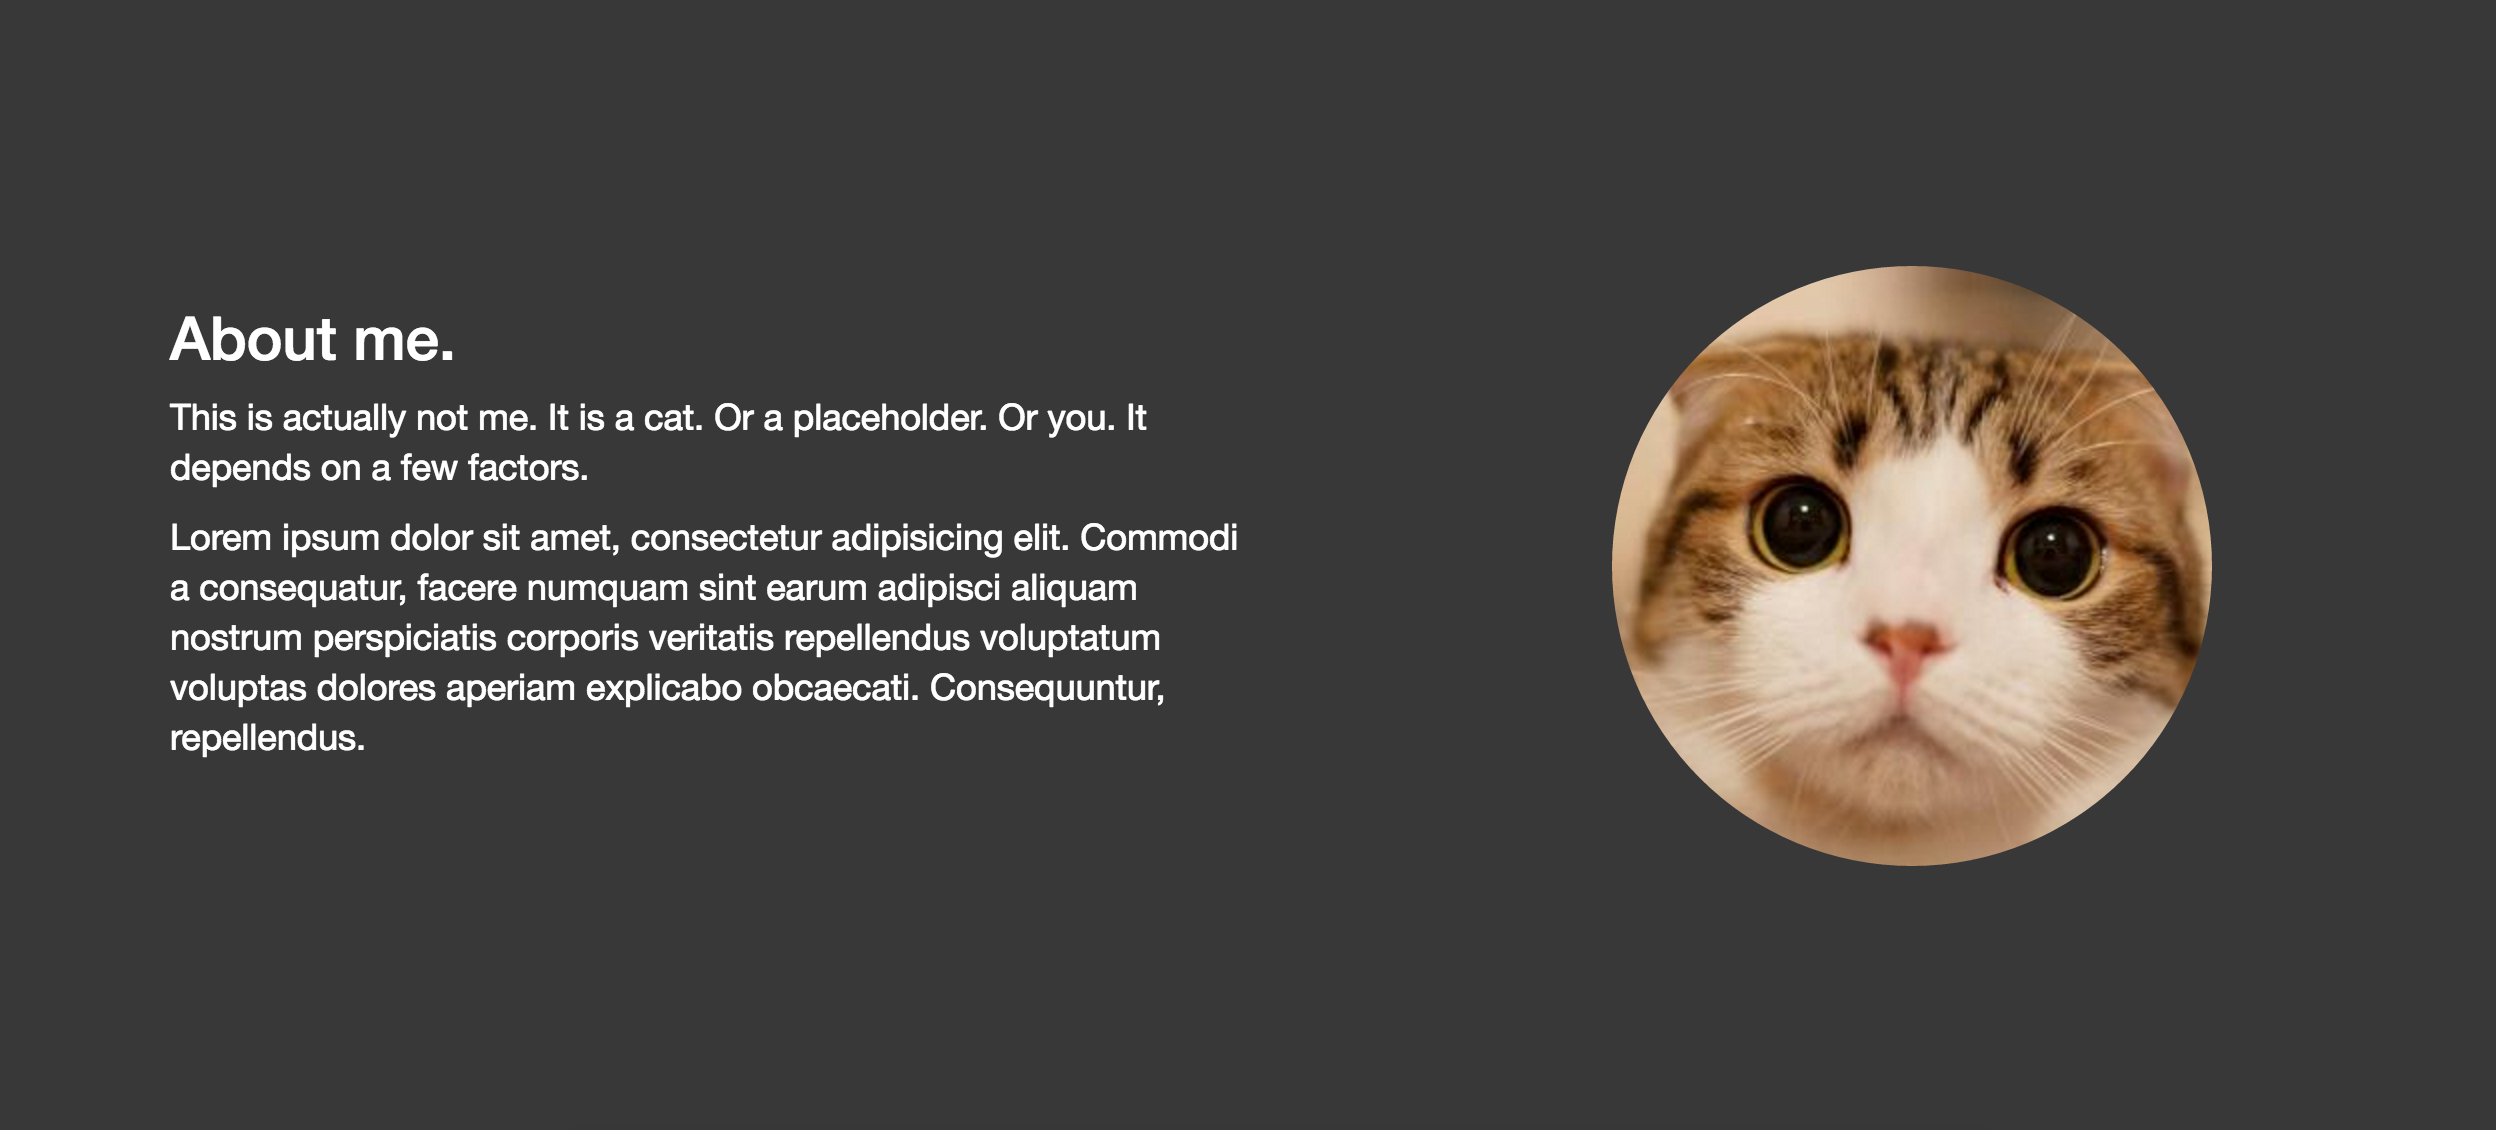 About me.
This is actually not me. It is a cat. Or a placeholder. Or you. It
depends on a few factors.
Lorem ipsum dolor sit amet, consectetur adipisicing elit. Commodi
a consequatur, facere numquam sint earum adipisci aliquam
nostrum perspiciatis corporis veritatis repellendus voluptatum
voluptas dolores aperiam explicabo obcaecati. Consequuntur,
repellendus.